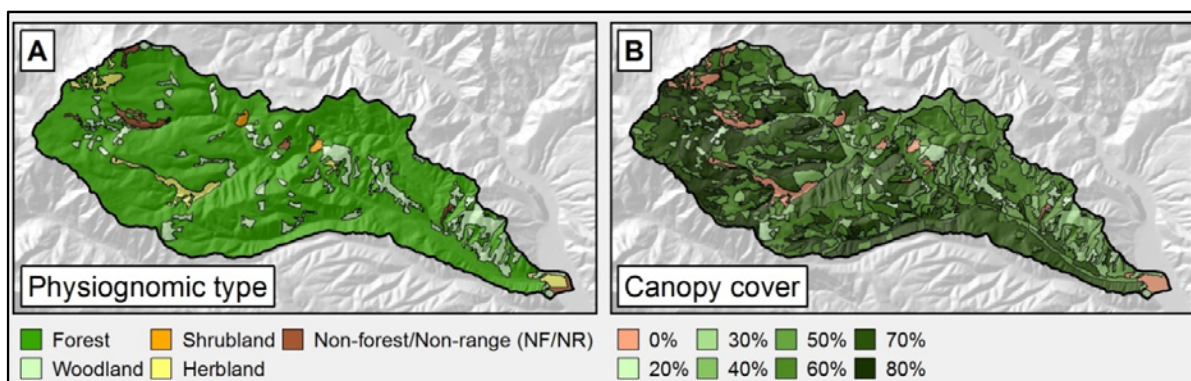 A
B
Physiognomic type
Canopy cover
Forest
Shrubland
Non-forest/Non-range (NF/NR)
Woodland
Herbland
0%
30%
50%
70%
20%
40%
60%
80%